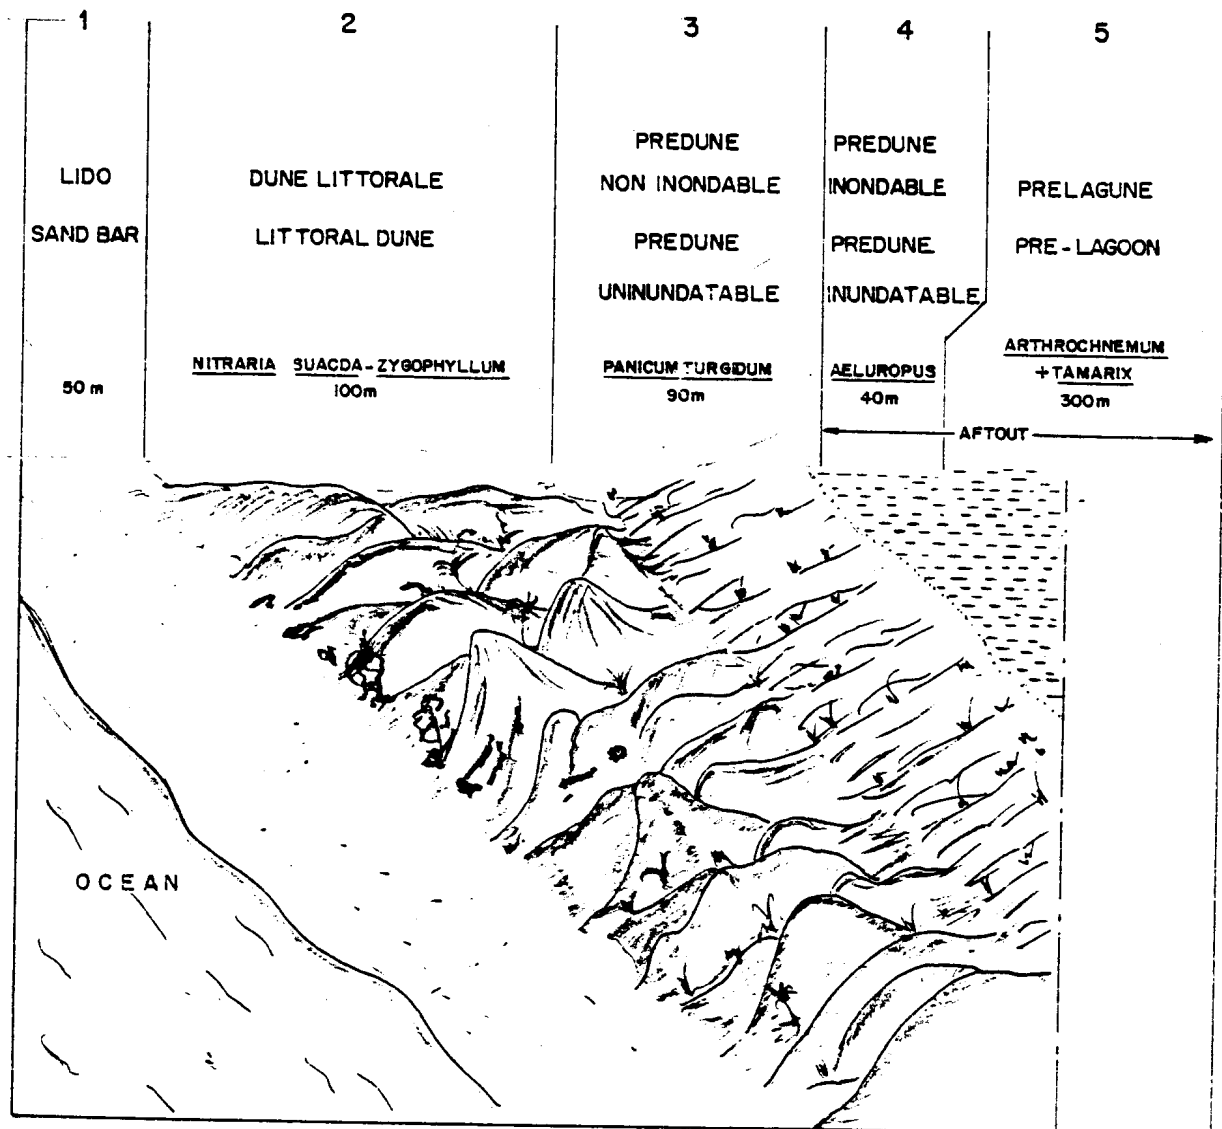 1
2
3
4
5
LIDO
SAND BAR
50 m
DUNE LITTORALE
LITTORAL DUNE
NITRARIA SUACDA-ZYGOPHYLLUM
100m
PREDUNE
NON INONDABLE
PREDUNE
UNINUNDATABLE
PANICUM TURGIDUM
90m
PREDUNE
INONDABLE
PREDUNE
INUNDATABLE
AELUROPUS
40m
PRELAGUNE
PRE-LAGOON
ARTHROCHNEMUM
+TAMARIX
300m
AFTOUT
OCEAN